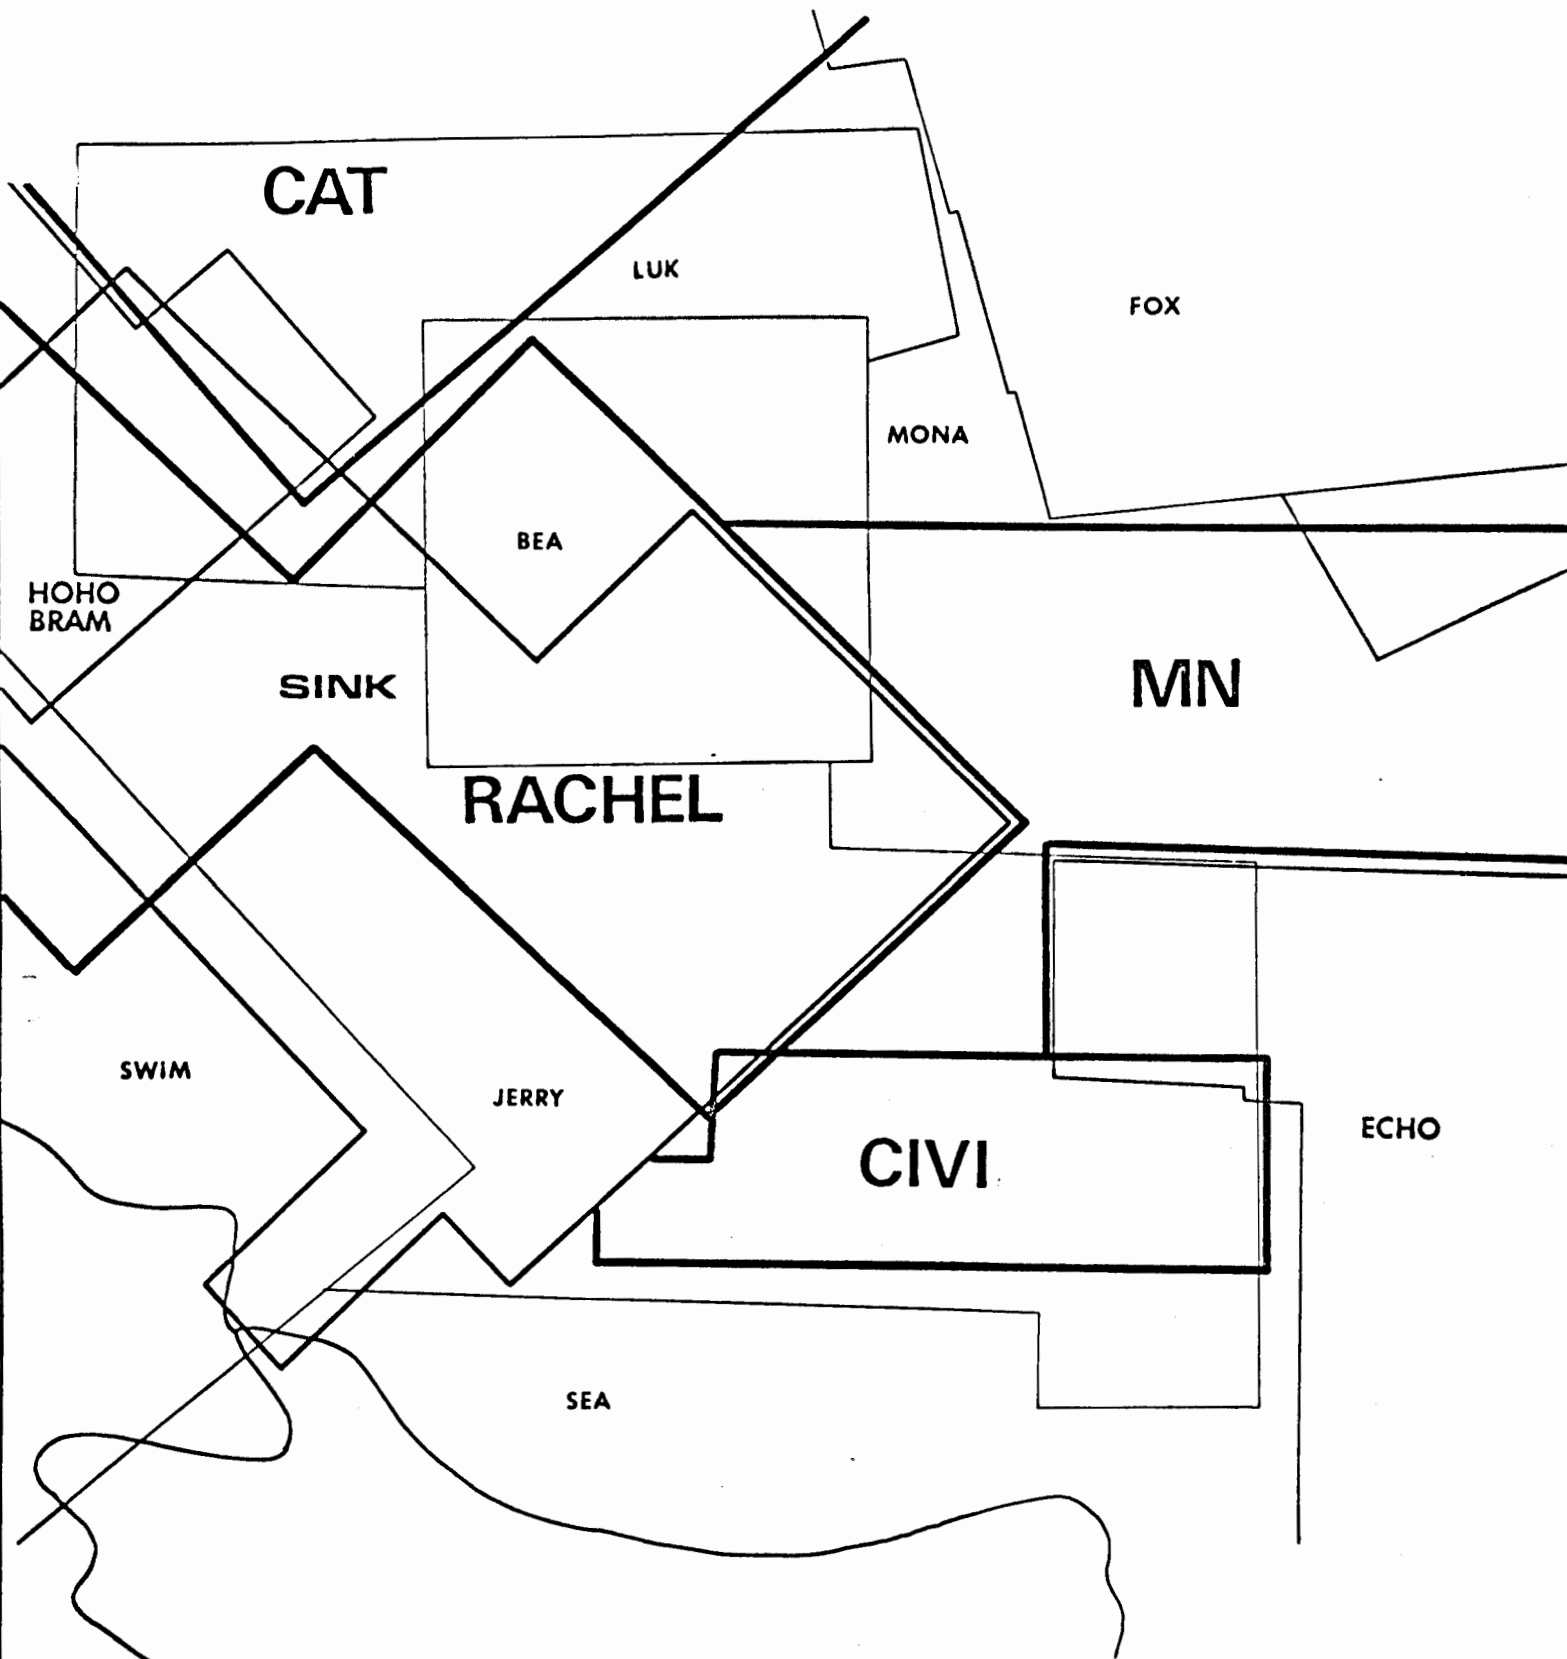 CAT
LUK
FOX
MONA
BEA
HOHO
BRAM
SINK
MN
RACHEL
SWIM
JERRY
ECHO
CIVI
SEA